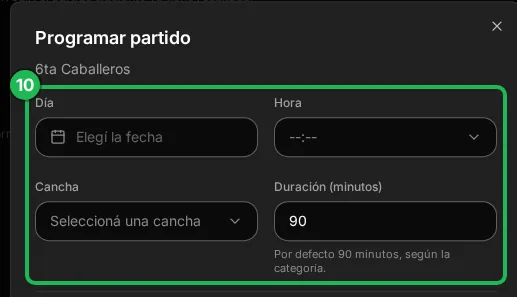 Programar partido
6ta Caballeros
10
Día
Hora
Elegí la fecha
--:--
Cancha
Duración (minutos)
Seleccioná una cancha
90
Por defecto 90 minutos, según la
categoría.